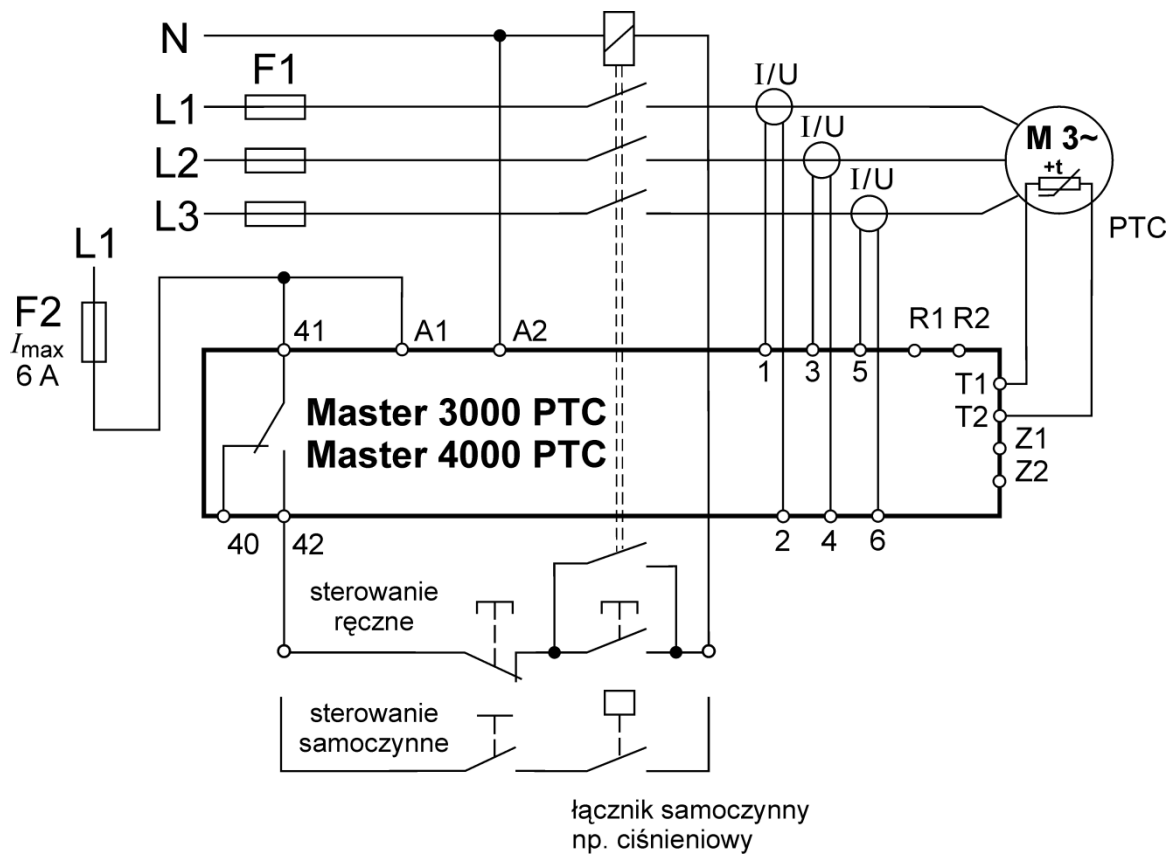 N
F1
L1
L2
L3
I/U
I/U
I/U
M 3~
+t
PTC
L1
F2
Imax
6 A
41
A1
A2
1
3
5
R1 R2
T1
T2
Z1
Z2
Master 3000 PTC
Master 4000 PTC
40
42
2
4
6
sterowanie
ręczne
sterowanie
samoczynne
łącznik samoczynny
np. ciśnieniowy